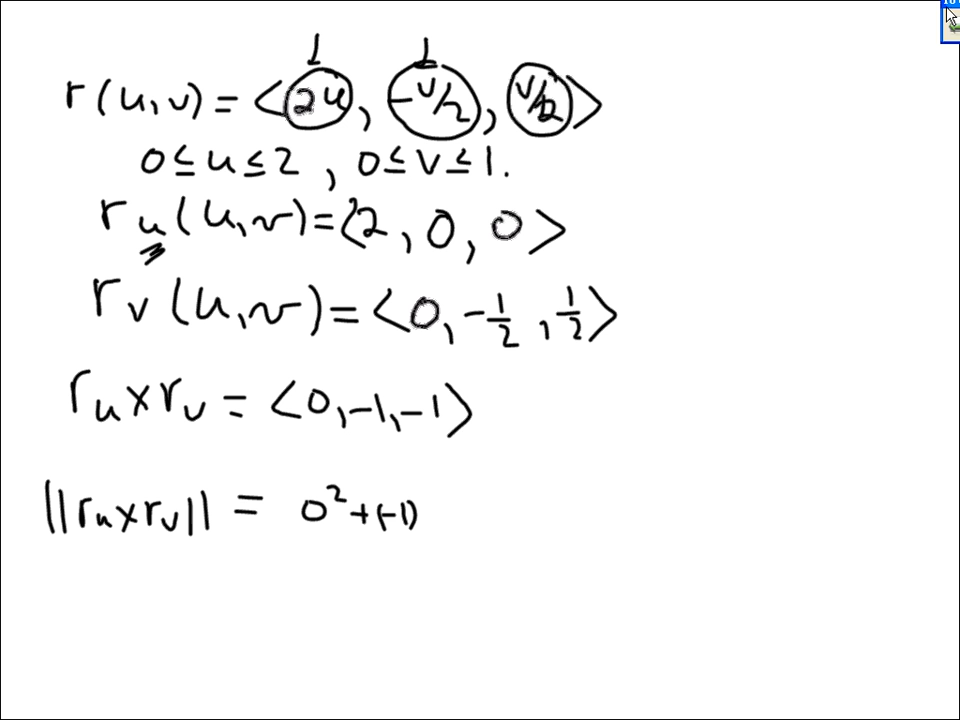 1 1
r(u,v) = <2u, -v/2, v/2>
0≤u≤2, 0≤v≤1.
r_u(u,v)=<2,0,0>
r_v(u,v)=<0,-1/2,1/2>
r_u×r_v = <0,-1,-1>
||r_u×r_v|| = 0²+(-1)